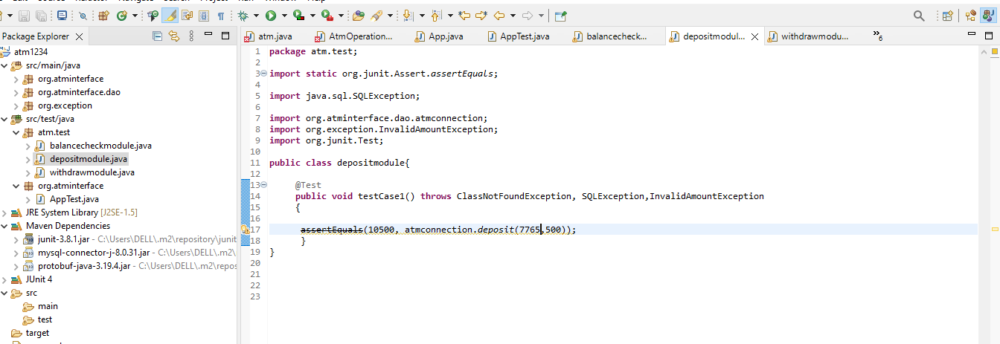 Package Explorer
atm1234
src/main/java
org.atminterface
org.atminterface.dao
org.exception
src/test/java
atm.test
balancecheckmodule.java
depositmodule.java
withdrawmodule.java
org.atminterface
AppTest.java
JRE System Library [J2SE-1.5]
Maven Dependencies
junit-3.8.1.jar - C:\Users\DELL\.m2\repository\junit
mysql-connector-j-8.0.31.jar - C:\Users\DELL\.m2\
protobuf-java-3.19.4.jar - C:\Users\DELL\.m2\repos
JUnit 4
src
main
test
target
atm.java
AtmOperation...
App.java
AppTest.java
balancecheck...
depositmodul...
withdrawmodu...
»6
1 package atm.test;
2
3 import static org.junit.Assert.assertEquals;
4
5 import java.sql.SQLException;
6
7 import org.atminterface.dao.atmconnection;
8 import org.exception.InvalidAmountException;
9 import org.junit.Test;
10
11 public class depositmodule{
12
13 @Test
14 public void testCase1() throws ClassNotFoundException, SQLException,InvalidAmountException
15 {
16
17 assertEquals(10500, atmconnection.deposit(7765,500));
18 }
19 }
20
21
22
23